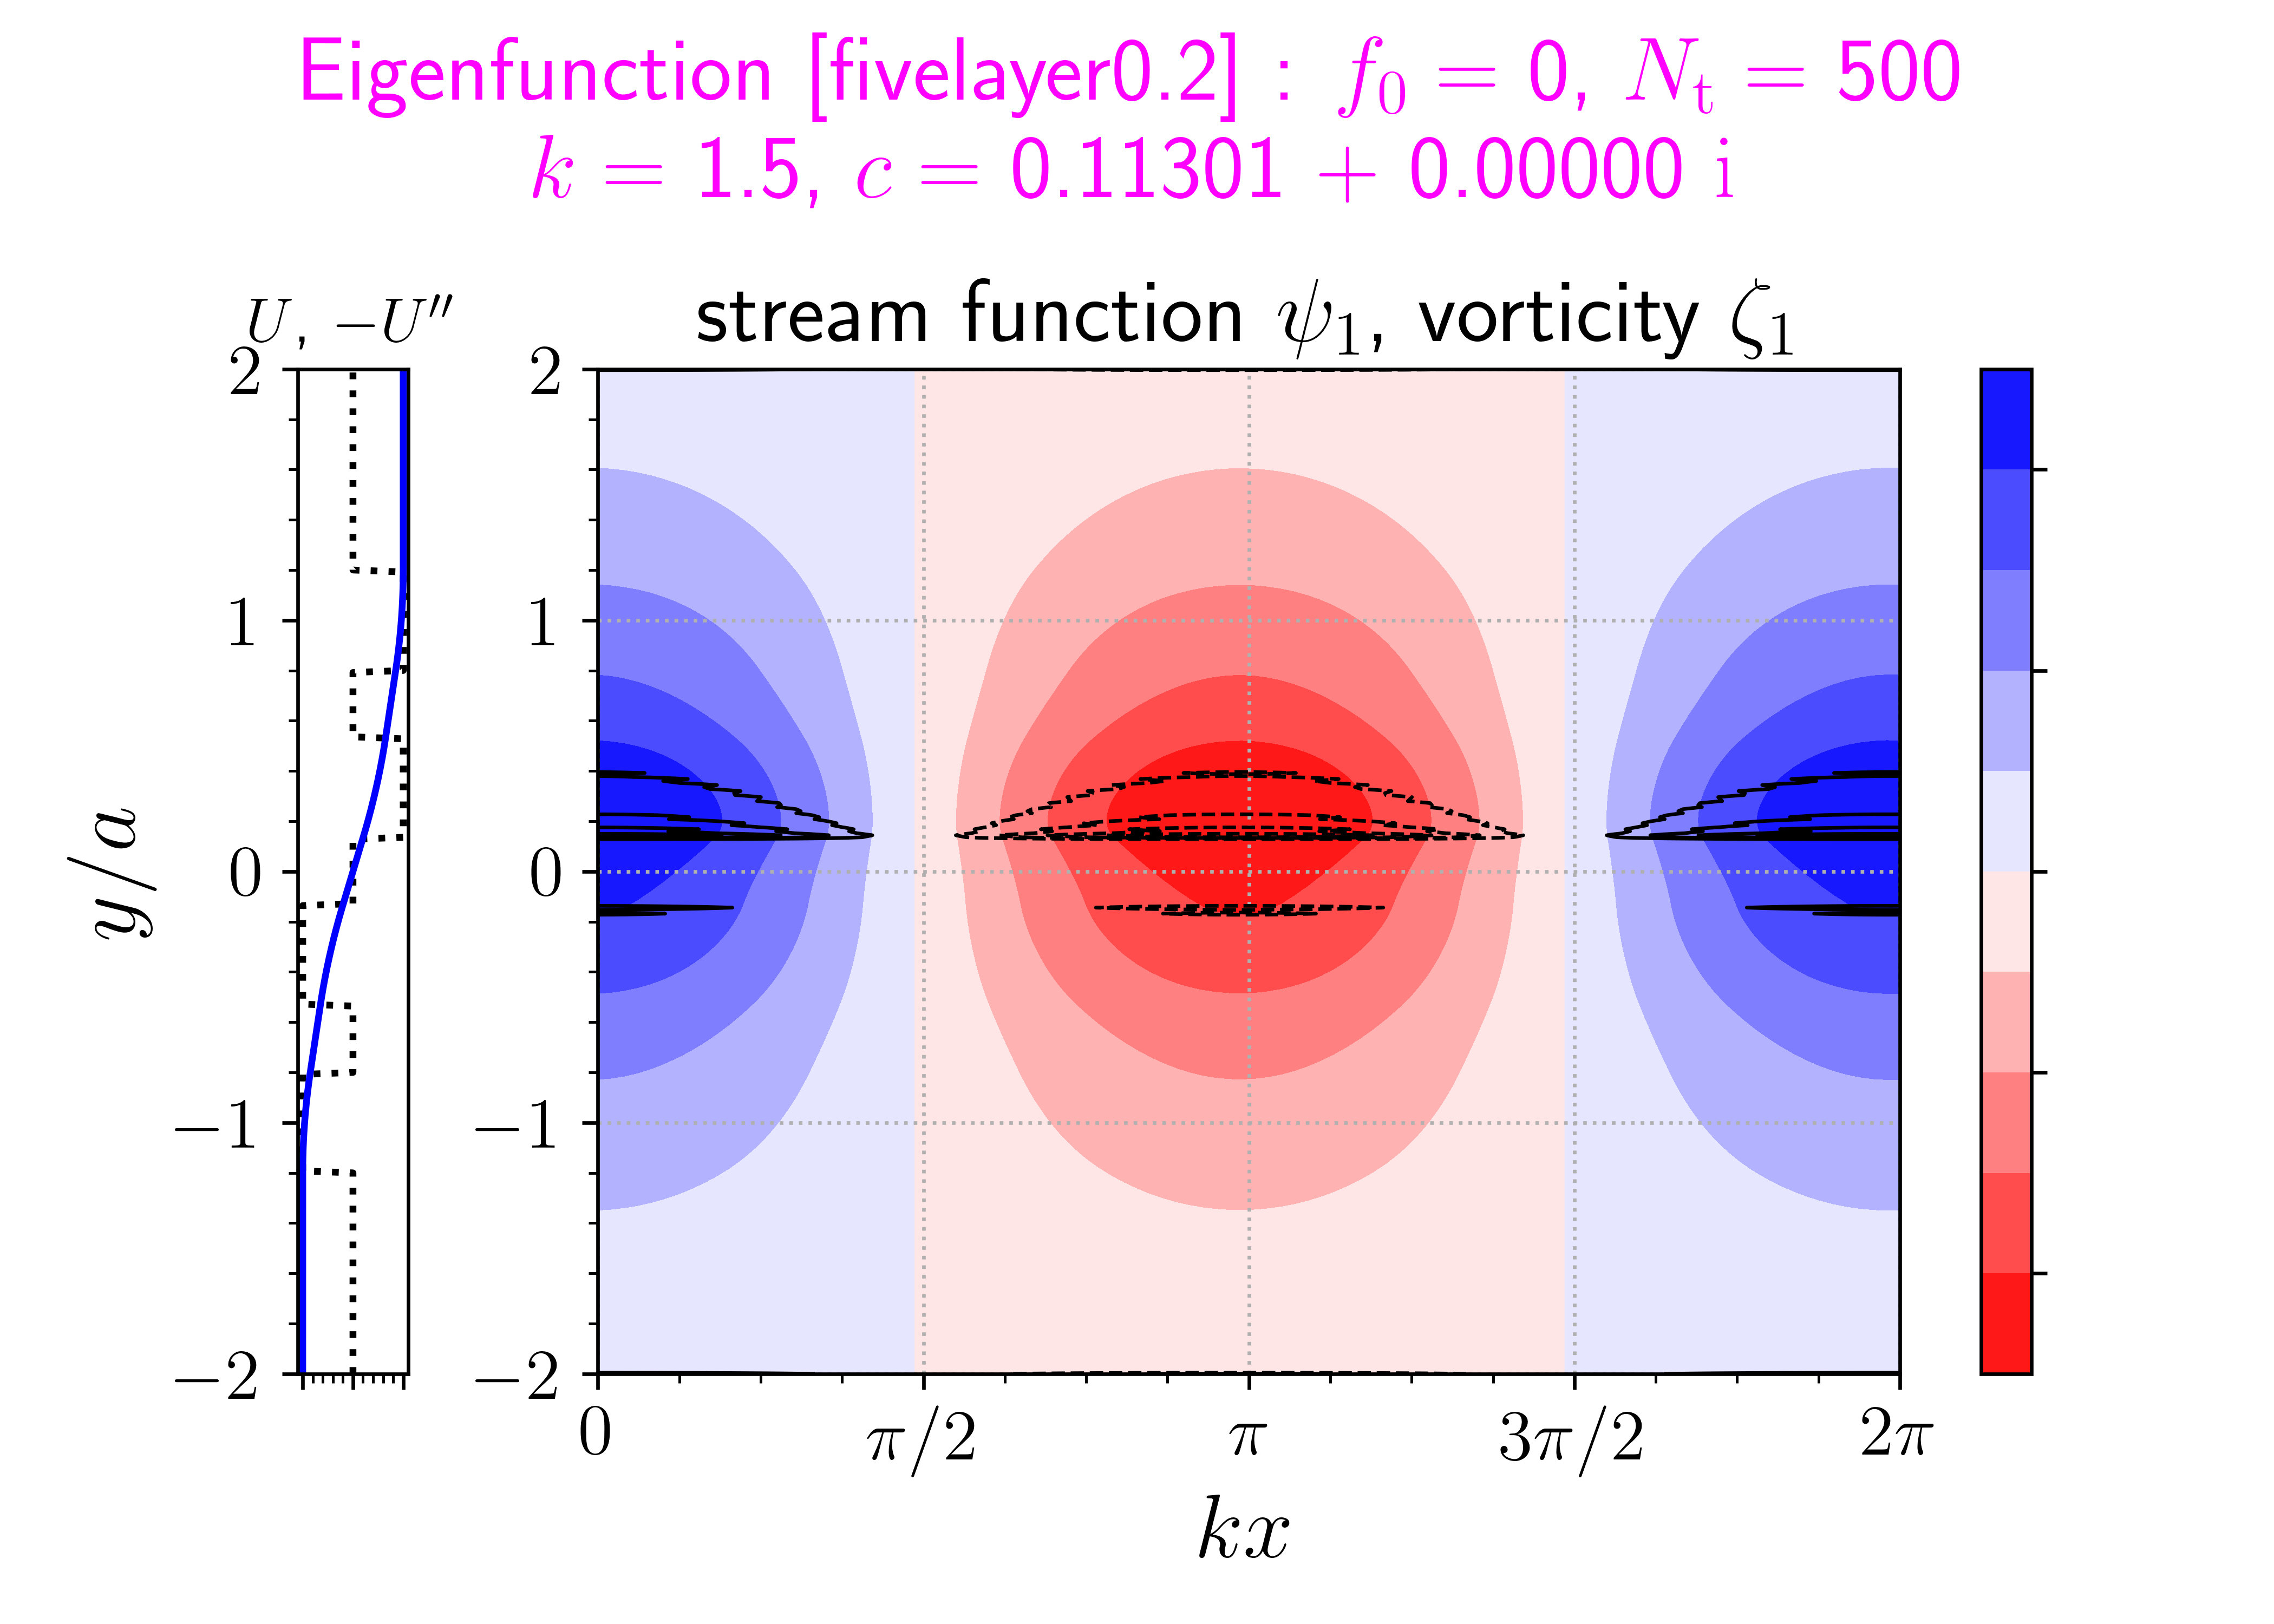 Eigenfunction [fivelayer0.2] : f₀ = 0, Nₜ = 500
k = 1.5, c = 0.11301 + 0.00000 i
U, −U″
stream function ψ₁, vorticity ζ₁
2
1
0
−1
−2
y/a
2
1
0
−1
−2
0 π/2 π 3π/2 2π
kx